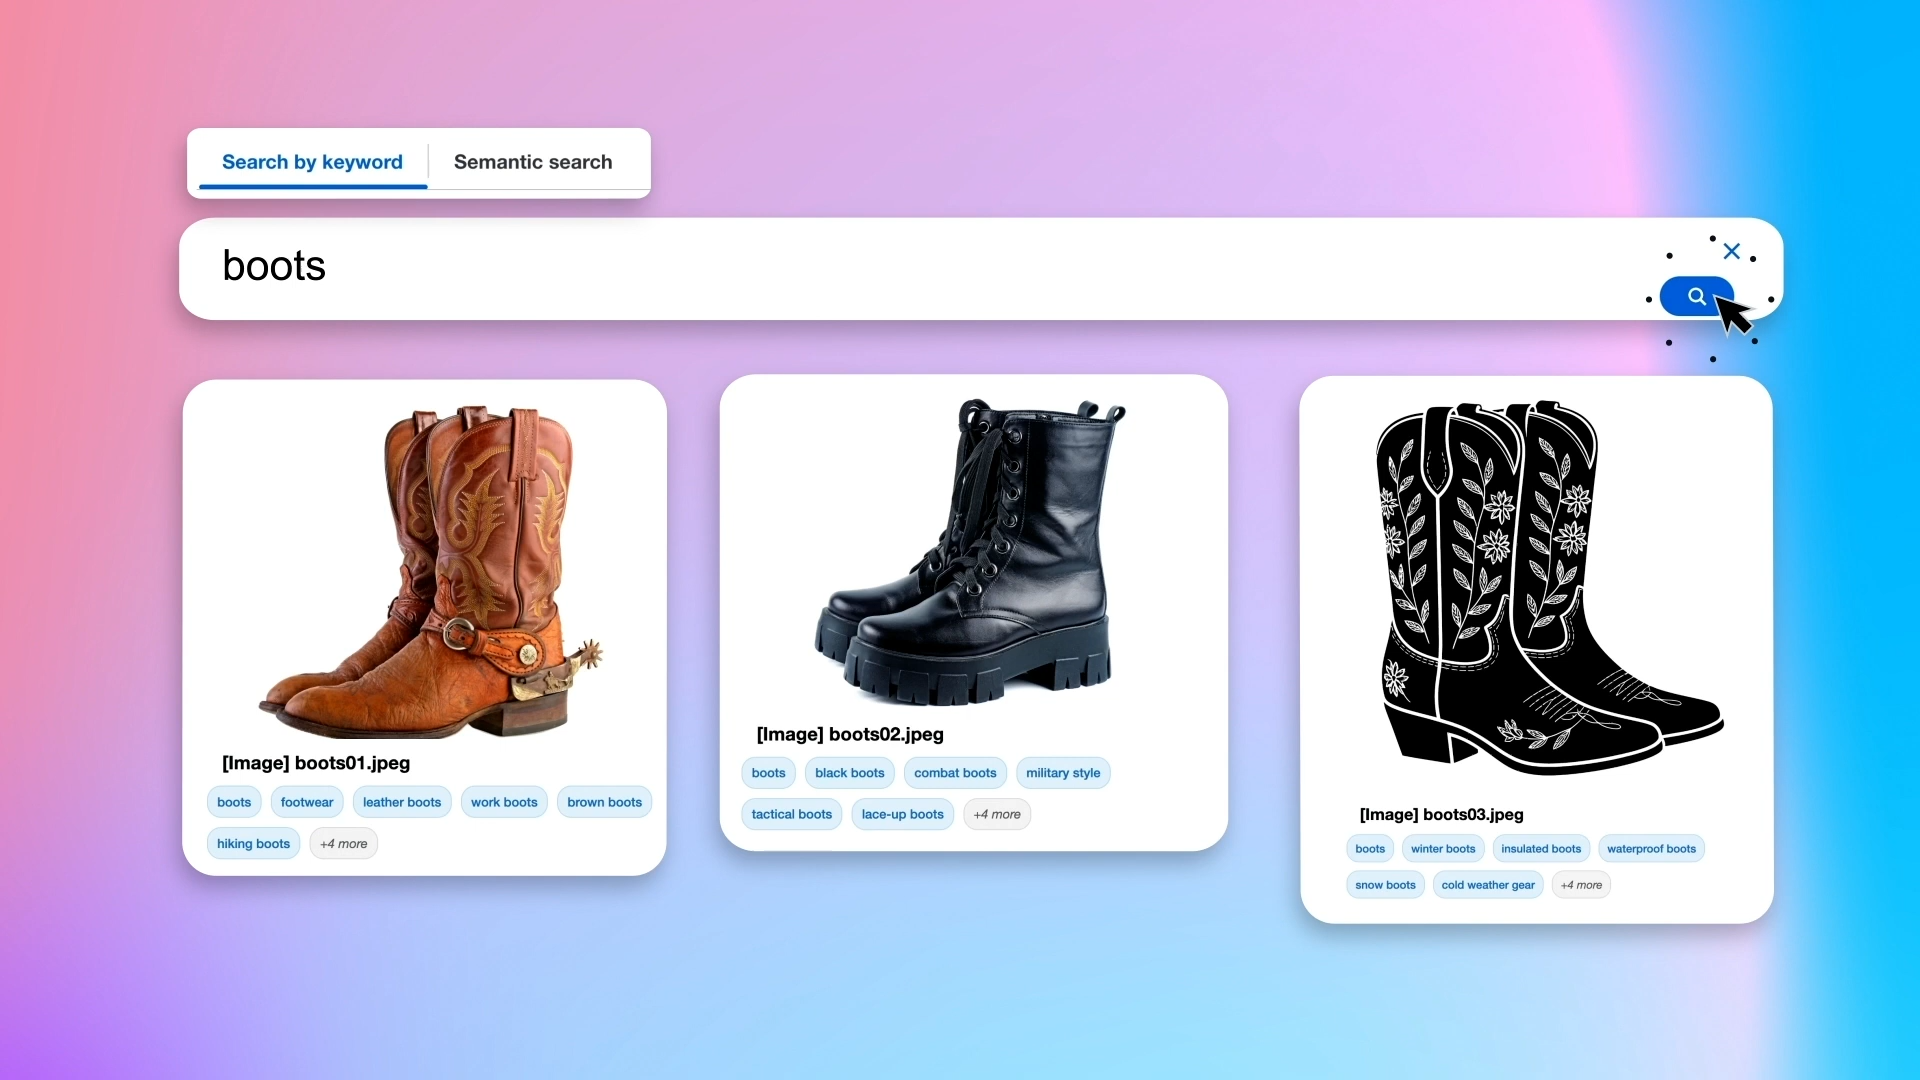 Search by keyword
Semantic search
boots
[Image] boots01.jpeg
boots footwear leather boots work boots brown boots
hiking boots +4 more
[Image] boots02.jpeg
boots black boots combat boots military style
tactical boots lace-up boots +4 more
[Image] boots03.jpeg
boots winter boots insulated boots waterproof boots
snow boots cold weather gear +4 more